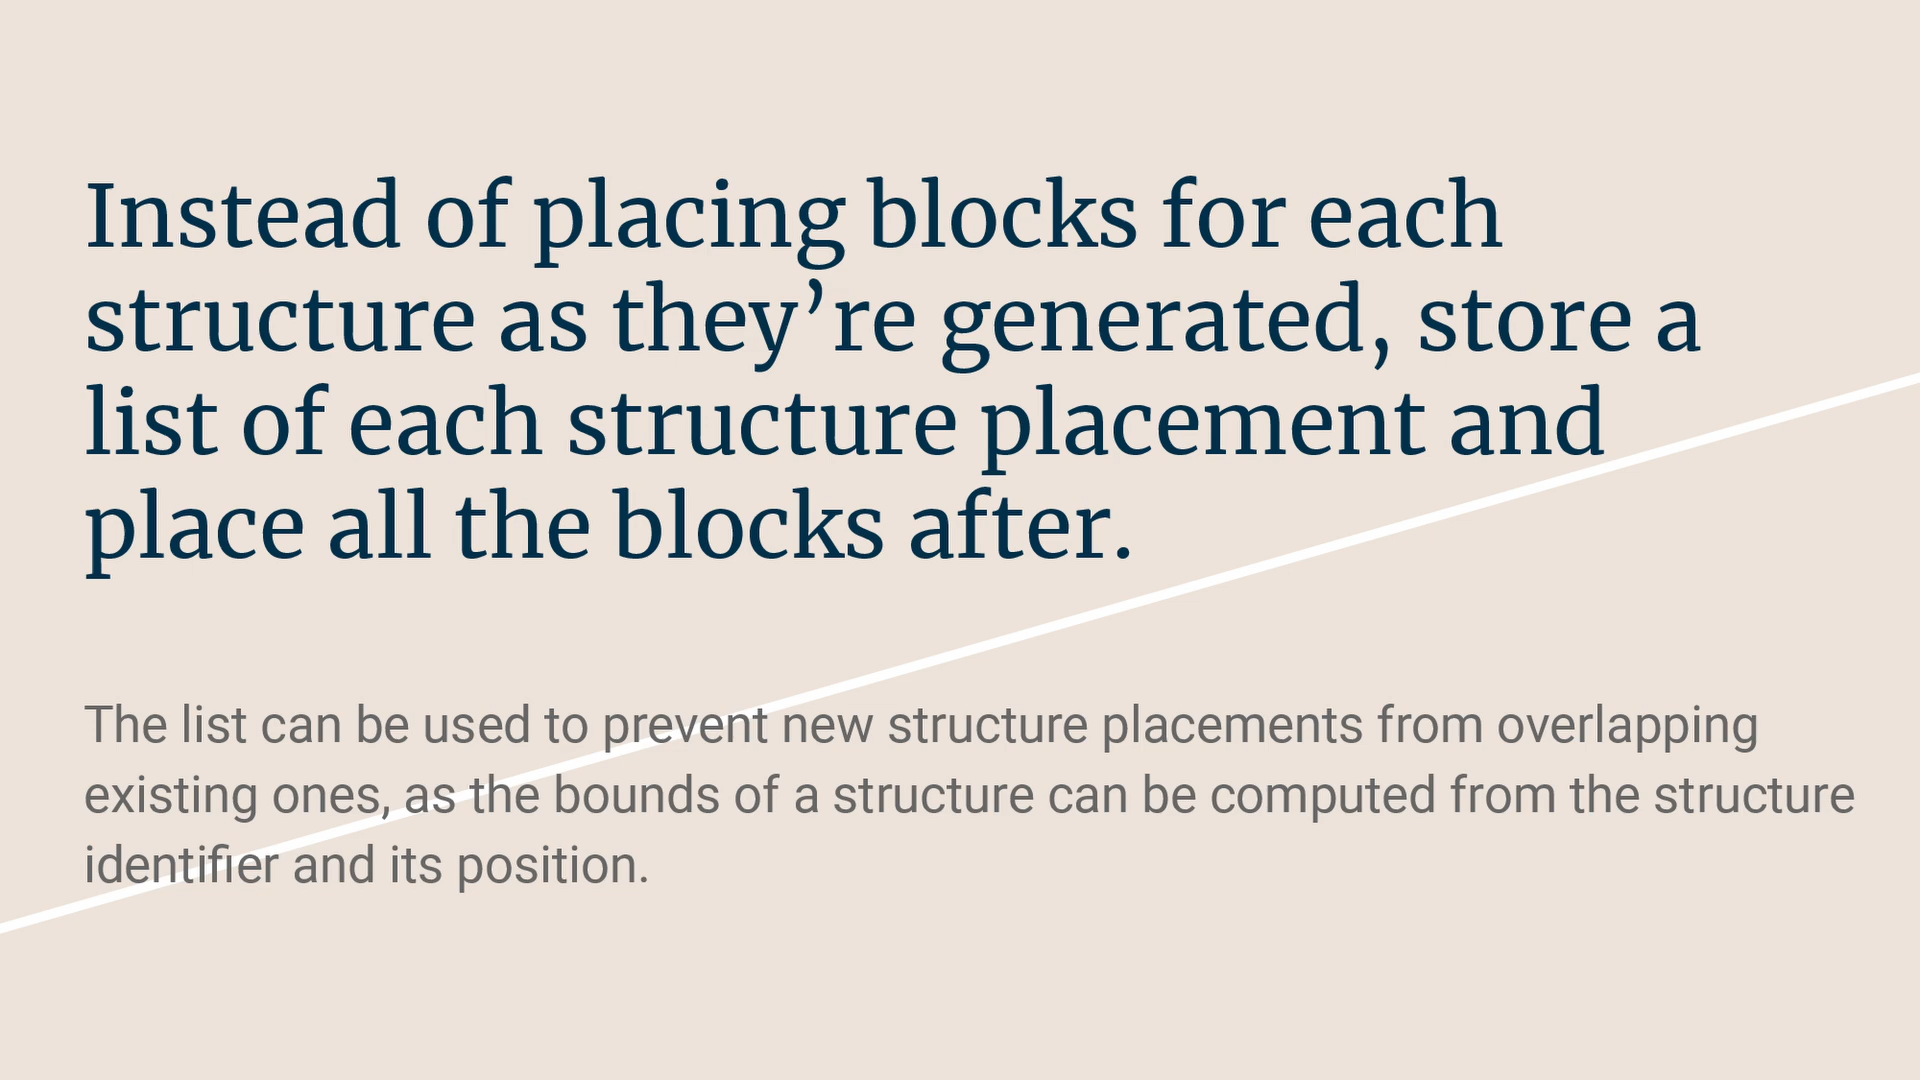 Instead of placing blocks for each
structure as they’re generated, store a
list of each structure placement and
place all the blocks after.
The list can be used to prevent new structure placements from overlapping
existing ones, as the bounds of a structure can be computed from the structure
identifier and its position.